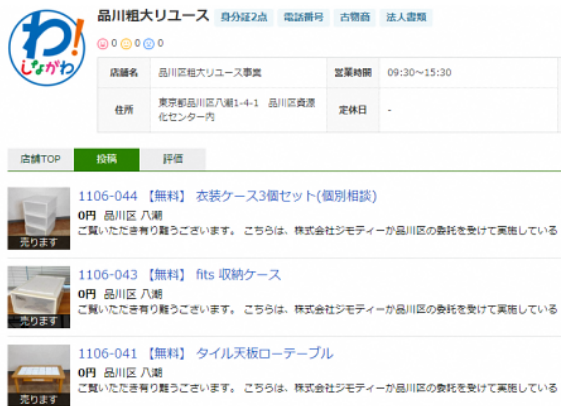 わ!
しながわ
品川粗大リユース 身分証2点 電話番号 古物商 法人書類
0 0 0
店舗名 品川区粗大リユース事業 営業時間 09:30～15:30
住所 東京都品川区八潮1-4-1 品川区資源化センター内 定休日 -
店舗TOP 投稿 評価
1106-044 【無料】 衣装ケース3個セット(個別相談)
0円 品川区 八潮
ご覧いただき有り難うございます。 こちらは、株式会社ジモティーが品川区の委託を受けて実施している
売ります
1106-043 【無料】 fits 収納ケース
0円 品川区 八潮
ご覧いただき有り難うございます。 こちらは、株式会社ジモティーが品川区の委託を受けて実施している
売ります
1106-041 【無料】 タイル天板ローテーブル
0円 品川区 八潮
ご覧いただき有り難うございます。 こちらは、株式会社ジモティーが品川区の委託を受けて実施している
売ります